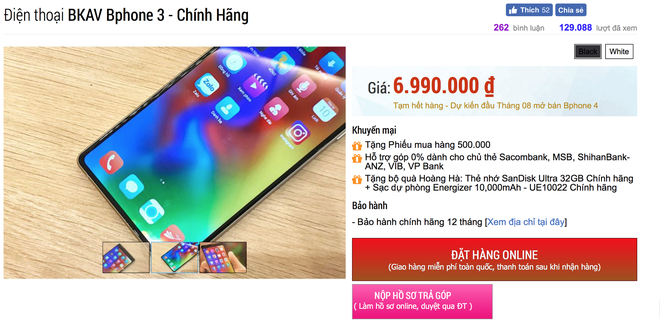 Điện thoại BKAV Bphone 3 - Chính Hãng
Thích 52 Chia sẻ
262 bình luận 129.088 lượt đã xem
Black White
Giá: 6.990.000 ₫
Tạm hết hàng - Dự kiến đầu Tháng 08 mở bán Bphone 4
Khuyến mại
Tặng Phiếu mua hàng 500.000
Hỗ trợ góp 0% dành cho chủ thẻ Sacombank, MSB, ShihanBank-
ANZ, VIB, VP Bank
Tặng bộ quà Hoàng Hà: Thẻ nhớ SanDisk Ultra 32GB Chính hãng
+ Sạc dự phòng Energizer 10,000mAh - UE10022 Chính hãng
Bảo hành
- Bảo hành chính hãng 12 tháng [Xem địa chỉ tại đây]
ĐẶT HÀNG ONLINE
(Giao hàng miễn phí toàn quốc, thanh toán sau khi nhận hàng)
NỘP HỒ SƠ TRẢ GÓP
( Làm hồ sơ online, duyệt qua ĐT )
Zalo
Instagram
Danh bạ
Ghi âm